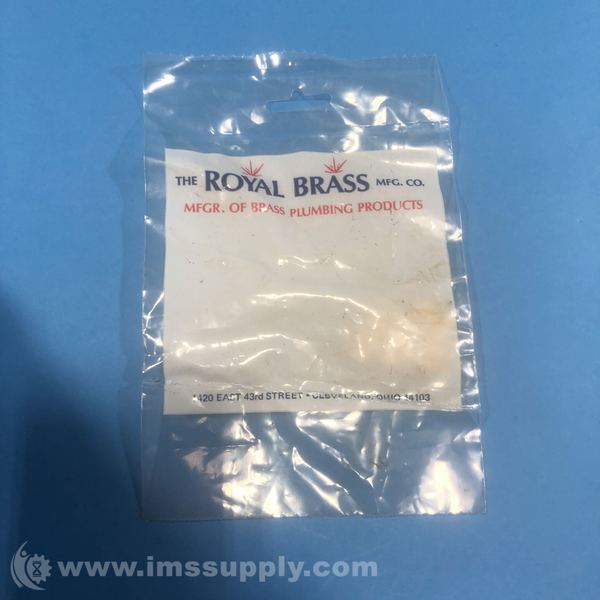 THE ROYAL BRASS MFG. CO.
MFGR. OF BRASS PLUMBING PRODUCTS
1420 EAST 43rd STREET • CLEVELAND, OHIO 44103
www.imssupply.com